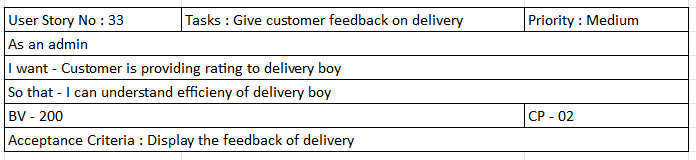 User Story No : 33 Tasks : Give customer feedback on delivery Priority : Medium
As an admin
I want - Customer is providing rating to delivery boy
So that - I can understand efficieny of delivery boy
BV - 200 CP - 02
Acceptance Criteria : Display the feedback of delivery